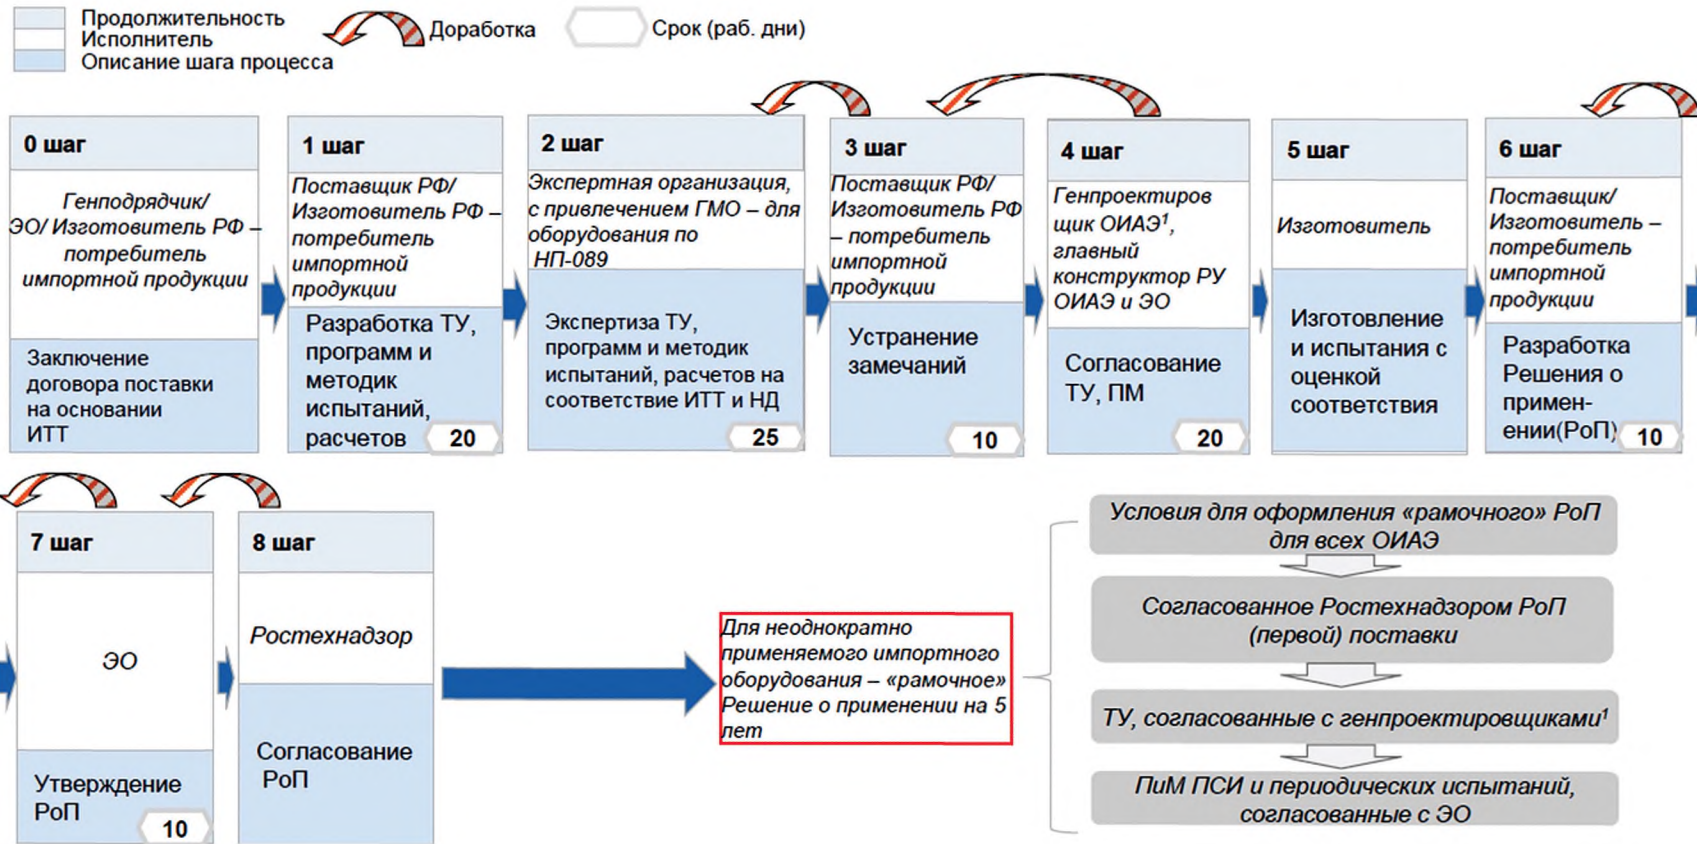 Продолжительность
Исполнитель
Описание шага процесса
Доработка
Срок (раб. дни)
0 шаг
Генподрядчик/
ЭО/ Изготовитель РФ –
потребитель
импортной продукции
Заключение
договора поставки
на основании
ИТТ
1 шаг
Поставщик РФ/
Изготовитель РФ –
потребитель
импортной
продукции
Разработка ТУ,
программ и
методик
испытаний,
расчетов
20
2 шаг
Экспертная организация,
с привлечением ГМО – для
оборудования по
НП-089
Экспертиза ТУ,
программ и методик
испытаний, расчетов на
соответствие ИТТ и НД
25
3 шаг
Поставщик РФ/
Изготовитель РФ
– потребитель
импортной
продукции
Устранение
замечаний
10
4 шаг
Генпроектиров
щик ОИАЭ¹,
главный
конструктор РУ
ОИАЭ и ЭО
Согласование
ТУ, ПМ
20
5 шаг
Изготовитель
Изготовление
и испытания с
оценкой
соответствия
6 шаг
Поставщик/
Изготовитель –
потребитель
импортной
продукции
Разработка
Решения о
примен-
ении(РоП)
10
7 шаг
ЭО
Утверждение
РоП
10
8 шаг
Ростехнадзор
Согласование
РоП
Для неоднократно
применяемого импортного
оборудования – «рамочное»
Решение о применении на 5
лет
Условия для оформления «рамочного» РоП
для всех ОИАЭ
Согласованное Ростехнадзором РоП
(первой) поставки
ТУ, согласованные с генпроектировщиками¹
ПиМ ПСИ и периодических испытаний,
согласованные с ЭО